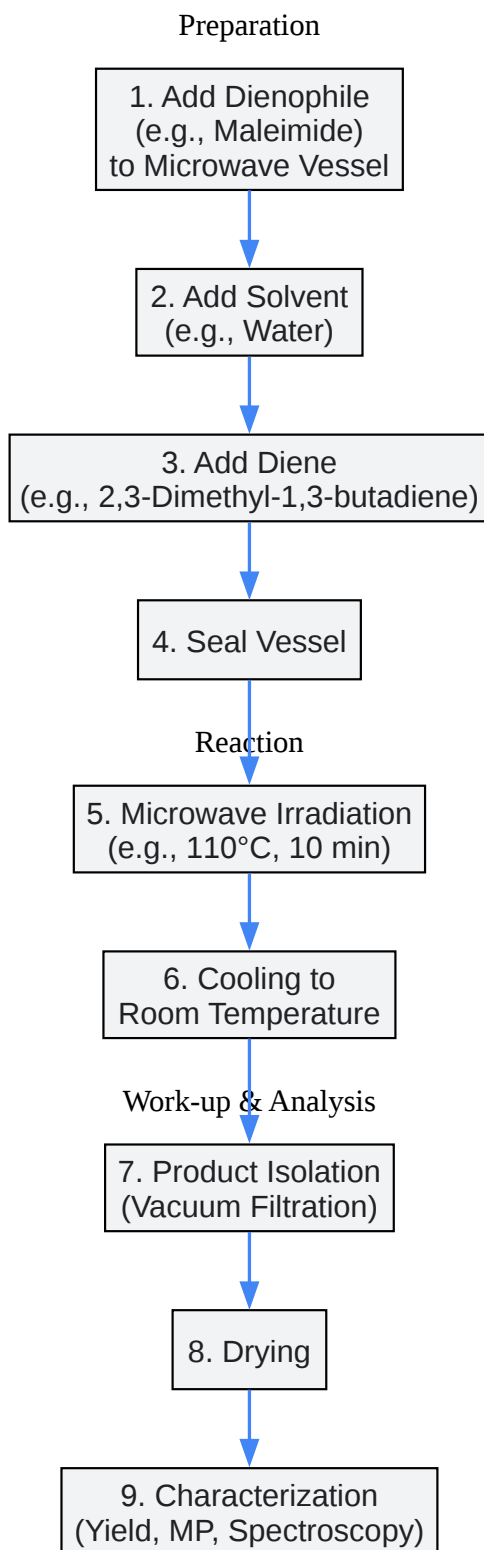 Preparation
1. Add Dienophile
(e.g., Maleimide)
to Microwave Vessel
2. Add Solvent
(e.g., Water)
3. Add Diene
(e.g., 2,3-Dimethyl-1,3-butadiene)
4. Seal Vessel
Reaction
5. Microwave Irradiation
(e.g., 110°C, 10 min)
6. Cooling to
Room Temperature
Work-up & Analysis
7. Product Isolation
(Vacuum Filtration)
8. Drying
9. Characterization
(Yield, MP, Spectroscopy)